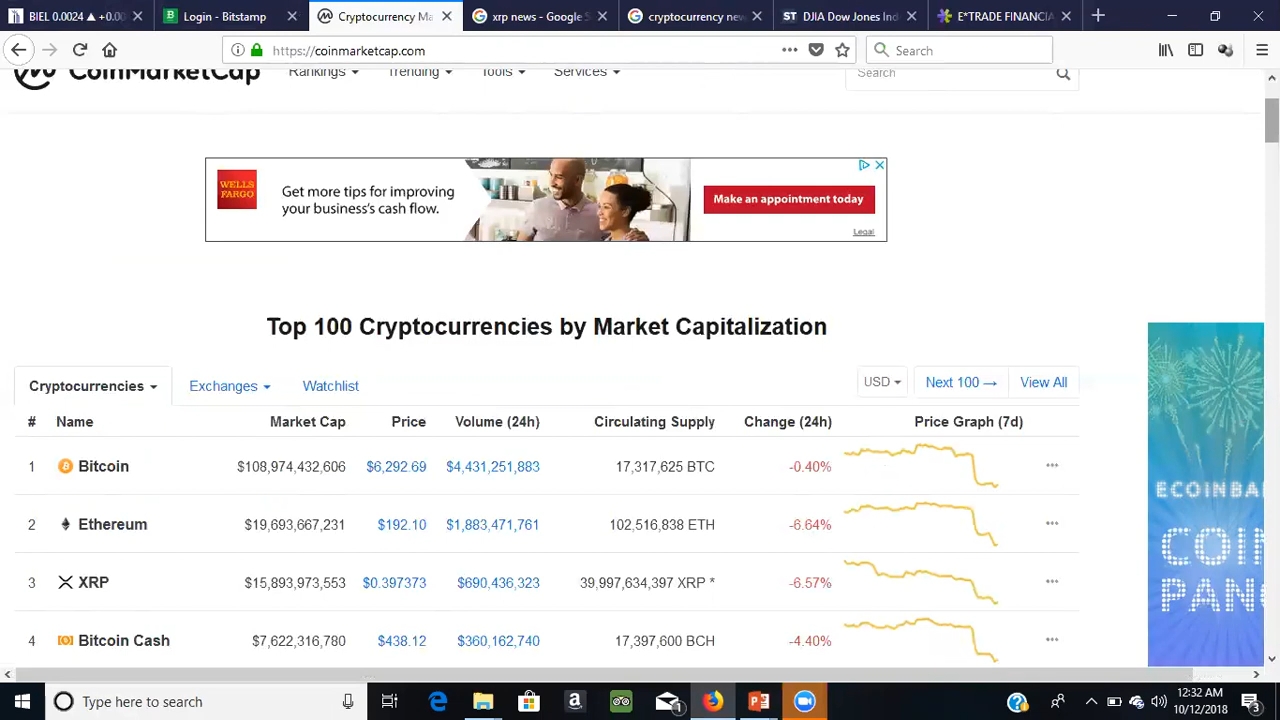 BIEL 0.0024 ▲ +0.00
Login - Bitstamp
Cryptocurrency Ma
xrp news - Google S
cryptocurrency new
ST DJIA Dow Jones Ind
E*TRADE FINANCIA
https://coinmarketcap.com
Search
CoinMarketCap
Rankings
Trending
Tools
Services
Search
WELLS
FARGO
Get more tips for improving
your business's cash flow.
Make an appointment today
Legal
Top 100 Cryptocurrencies by Market Capitalization
Cryptocurrencies
Exchanges
Watchlist
USD
Next 100 →
View All
# Name Market Cap Price Volume (24h) Circulating Supply Change (24h) Price Graph (7d)
1 Bitcoin $108,974,432,606 $6,292.69 $4,431,251,883 17,317,625 BTC -0.40%
2 Ethereum $19,693,667,231 $192.10 $1,883,471,761 102,516,838 ETH -6.64%
3 XRP $15,893,973,553 $0.397373 $690,436,323 39,997,634,397 XRP * -6.57%
4 Bitcoin Cash $7,622,316,780 $438.12 $360,162,740 17,397,600 BCH -4.40%
ECOINBA
COIN
PANO
Type here to search
1
12:32 AM
10/12/2018
3